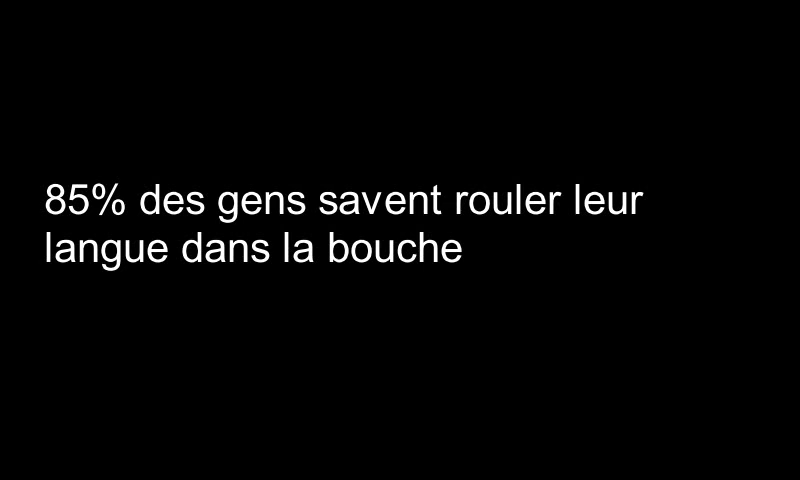 85% des gens savent rouler leur
langue dans la bouche